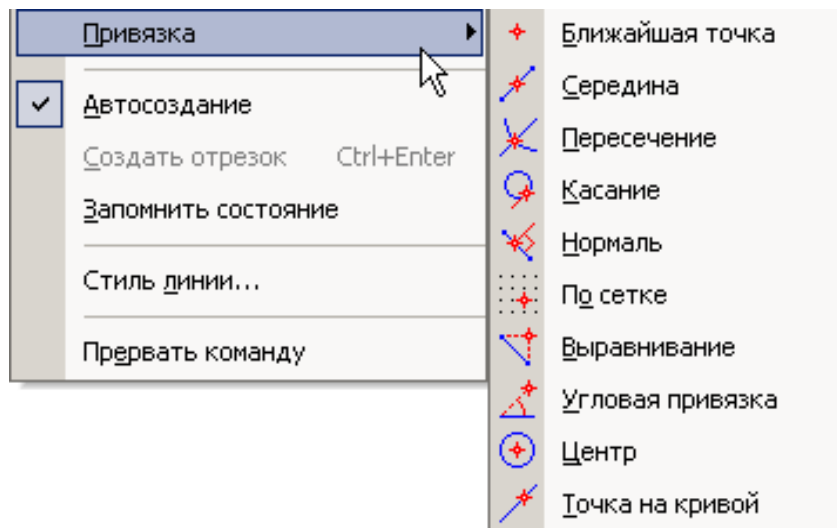 Привязка
Автосоздание
Создать отрезок Ctrl+Enter
Запомнить состояние
Стиль линии...
Прервать команду
Ближайшая точка
Середина
Пересечение
Касание
Нормаль
По сетке
Выравнивание
Угловая привязка
Центр
Точка на кривой